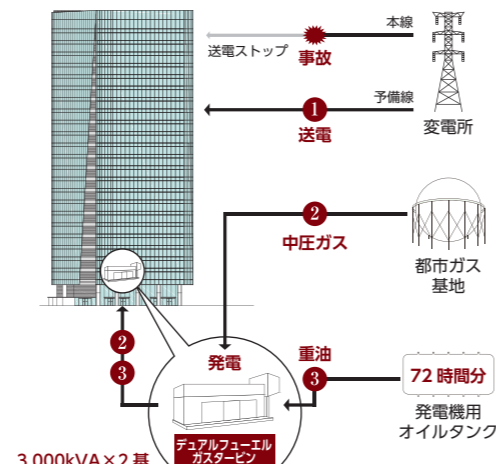 本線
送電ストップ
事故
予備線
1
送電
変電所
2
中圧ガス
都市ガス
基地
2
3
発電
重油
3
72時間分
発電機用
オイルタンク
デュアルフューエル
ガスタービン
3,000kVA×2基